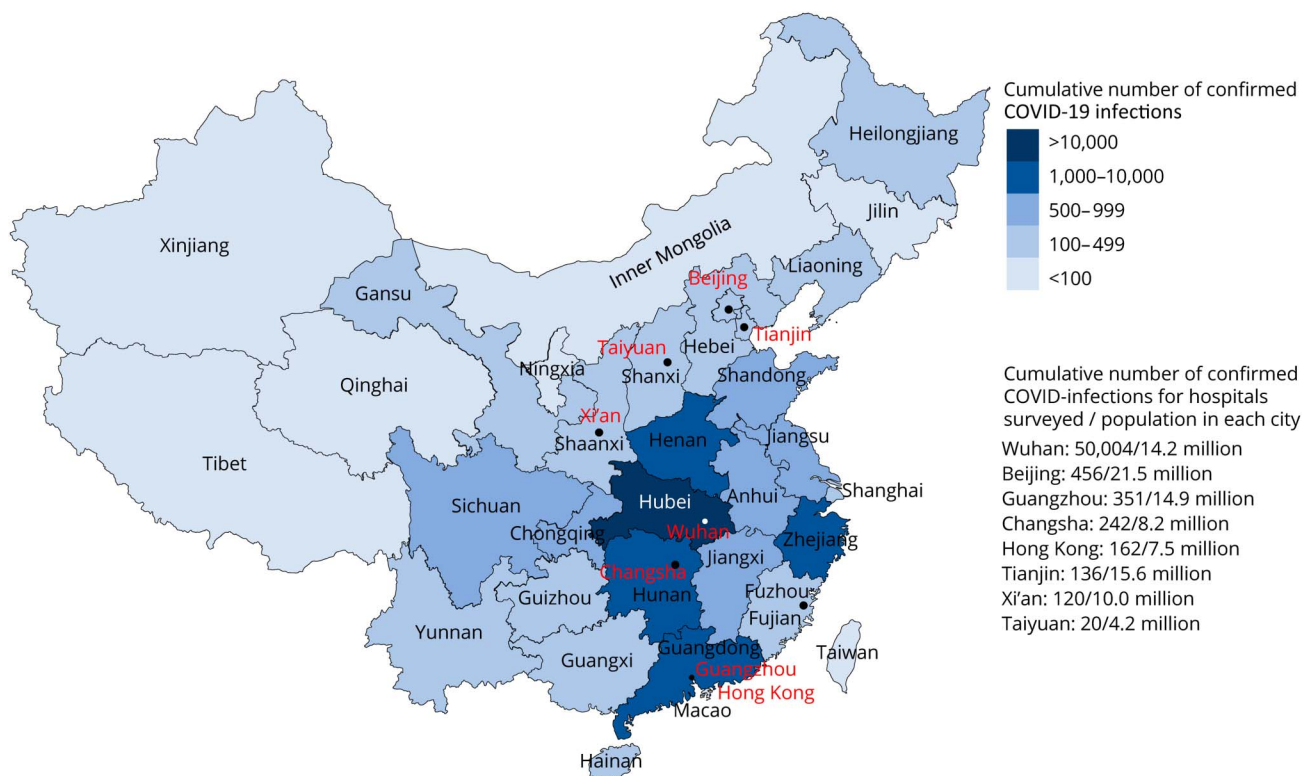 Cumulative number of confirmed
COVID-19 infections
>10,000
1,000–10,000
500–999
100–499
<100
Heilongjiang
Jilin
Xinjiang
Inner Mongolia
Liaoning
Gansu
Beijing
Tianjin
Taiyuan
Hebei
Ningxia
Shanxi
Shandong
Qinghai
Xi'an
Shaanxi
Henan
Jiangsu
Tibet
Hubei
Anhui
Shanghai
Sichuan
Chongqing
Wuhan
Zhejiang
Jiangxi
Changsha
Hunan
Guizhou
Fuzhou
Fujian
Yunnan
Guangdong
Guangxi
Taiwan
Guangzhou
Hong Kong
Macao
Hainan
Cumulative number of confirmed
COVID-infections for hospitals
surveyed / population in each city
Wuhan: 50,004/14.2 million
Beijing: 456/21.5 million
Guangzhou: 351/14.9 million
Changsha: 242/8.2 million
Hong Kong: 162/7.5 million
Tianjin: 136/15.6 million
Xi'an: 120/10.0 million
Taiyuan: 20/4.2 million